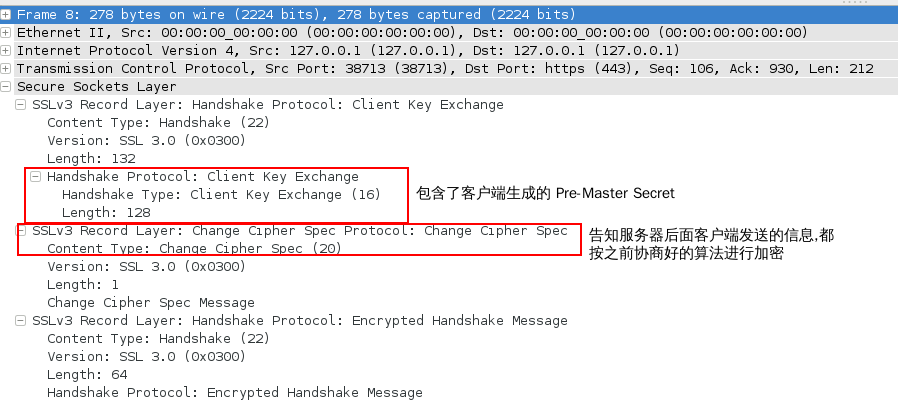 Frame 8: 278 bytes on wire (2224 bits), 278 bytes captured (2224 bits)
Ethernet II, Src: 00:00:00_00:00:00 (00:00:00:00:00:00), Dst: 00:00:00_00:00:00 (00:00:00:00:00:00)
Internet Protocol Version 4, Src: 127.0.0.1 (127.0.0.1), Dst: 127.0.0.1 (127.0.0.1)
Transmission Control Protocol, Src Port: 38713 (38713), Dst Port: https (443), Seq: 106, Ack: 930, Len: 212
Secure Sockets Layer
SSLv3 Record Layer: Handshake Protocol: Client Key Exchange
Content Type: Handshake (22)
Version: SSL 3.0 (0x0300)
Length: 132
Handshake Protocol: Client Key Exchange
Handshake Type: Client Key Exchange (16)
包含了客户端生成的 Pre-Master Secret
Length: 128
SSLv3 Record Layer: Change Cipher Spec Protocol: Change Cipher Spec
告知服务器后面客户端发送的信息,都
按之前协商好的算法进行加密
Content Type: Change Cipher Spec (20)
Version: SSL 3.0 (0x0300)
Length: 1
Change Cipher Spec Message
SSLv3 Record Layer: Handshake Protocol: Encrypted Handshake Message
Content Type: Handshake (22)
Version: SSL 3.0 (0x0300)
Length: 64
Handshake Protocol: Encrypted Handshake Message